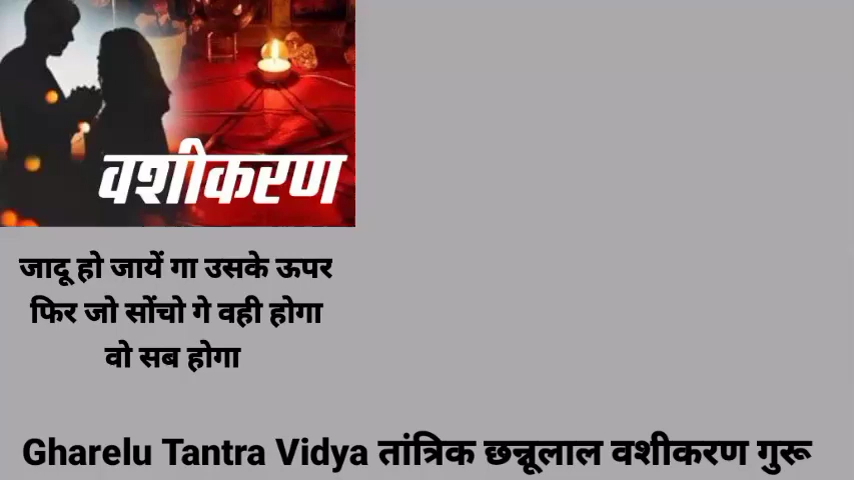 वशीकरण
जादू हो जायें गा उसके ऊपर
फिर जो सोंचो गे वही होगा
वो सब होगा
Gharelu Tantra Vidya तांत्रिक छन्नूलाल वशीकरण गुरू